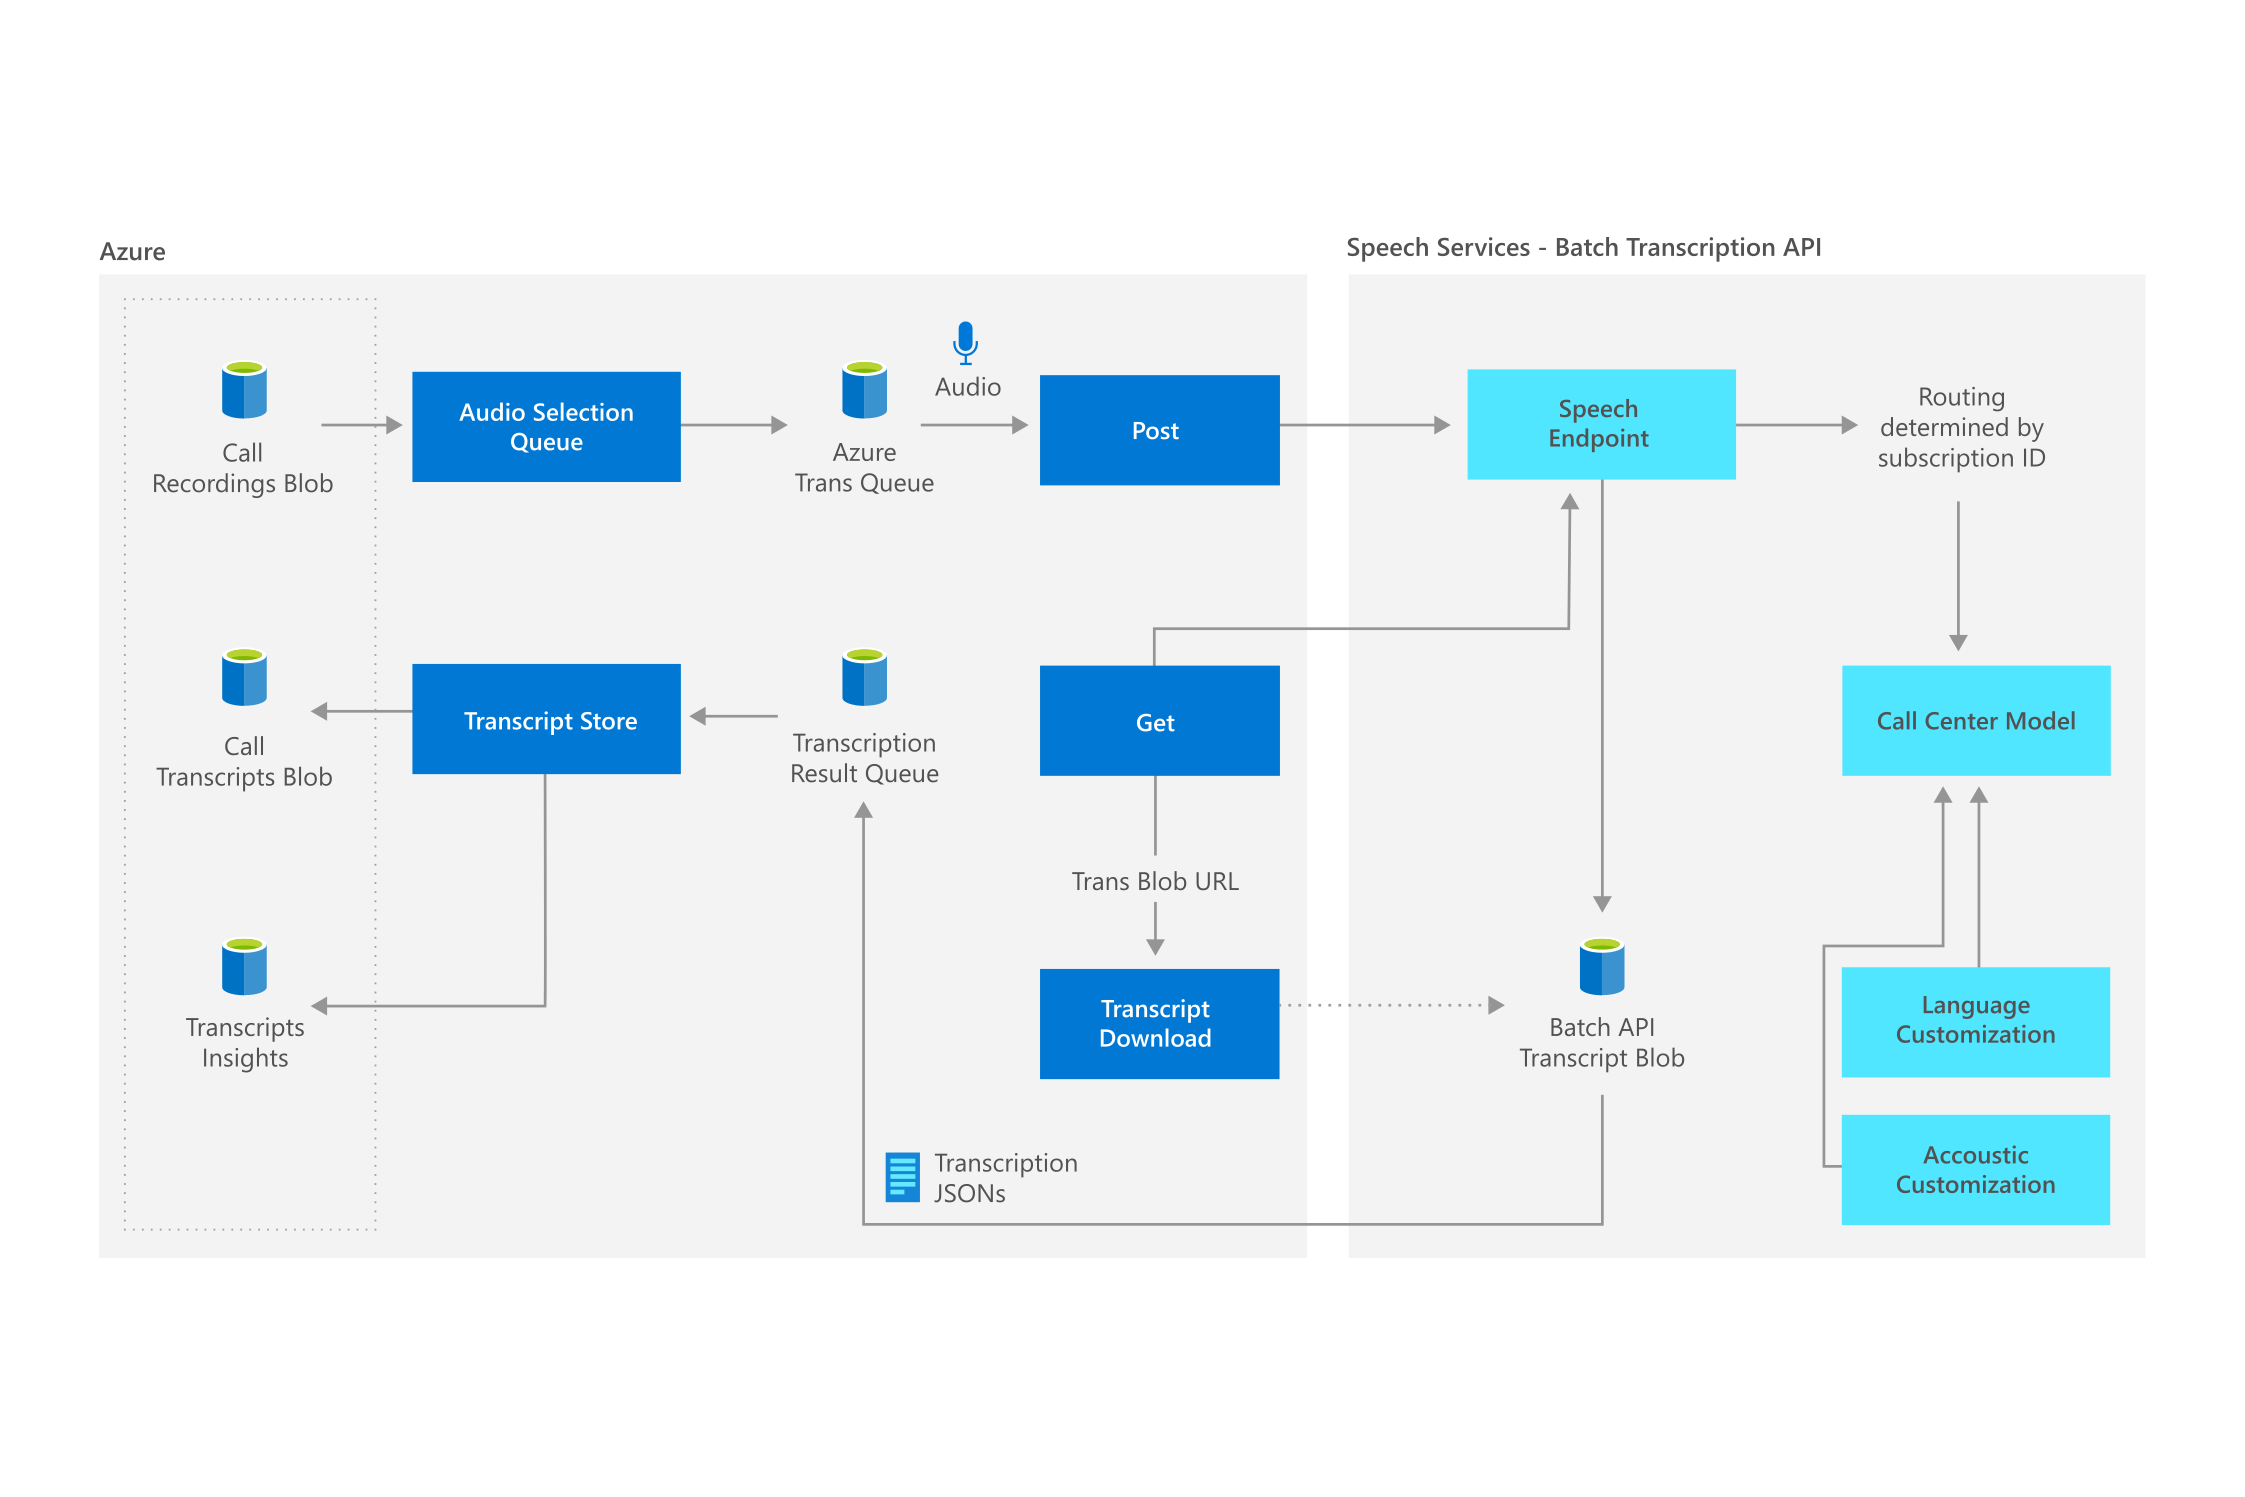 Azure
Speech Services - Batch Transcription API
Call
Recordings Blob
Audio Selection
Queue
Azure
Trans Queue
Audio
Post
Speech
Endpoint
Routing
determined by
subscription ID
Call
Transcripts Blob
Transcript Store
Transcription
Result Queue
Get
Call Center Model
Trans Blob URL
Transcripts
Insights
Transcript
Download
Batch API
Transcript Blob
Language
Customization
Transcription
JSONs
Accoustic
Customization